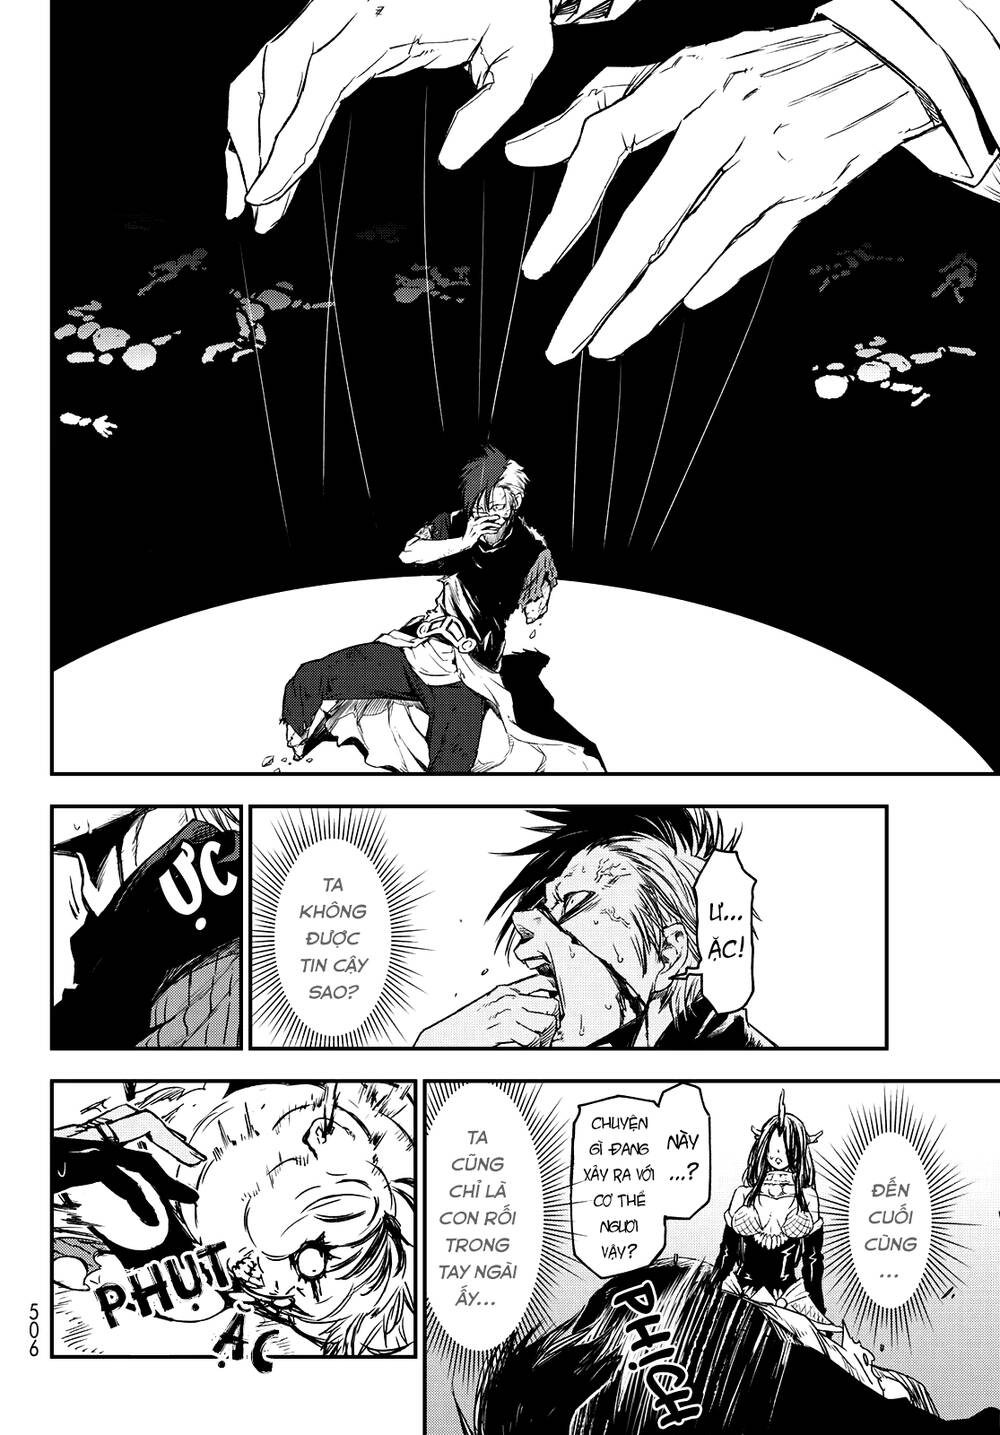 Ư...
ẶC!
TA
KHÔNG
ĐƯỢC
TIN CẬY
SAO?
ỰC
ĐẾN
CUỐI
CÙNG
...
NÀY
...?
CHUYỆN
GÌ ĐANG
XẢY RA VỚI
CƠ THỂ
NGƯƠI
VẬY?
PHỊCH
TA
CŨNG
CHỈ LÀ
CON RỐI
TRONG
TAY NGÀI
ẤY...
PHỤT
ẶC
506